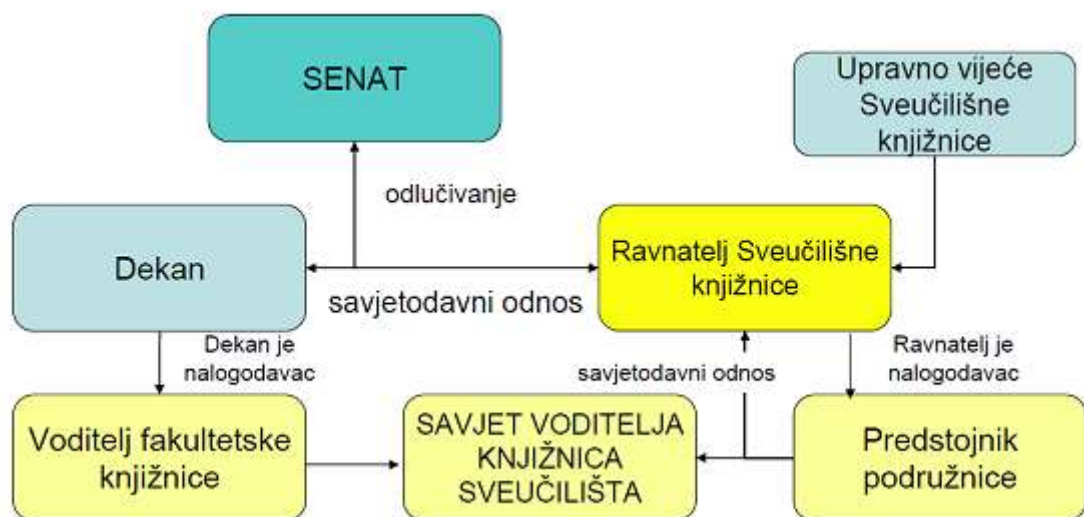 SENAT
Upravno vijeće
Sveučilišne
knjižnice
odlučivanje
Dekan
Ravnatelj Sveučilišne
knjižnice
savjetodavni odnos
Dekan je
nalogodavac
savjetodavni odnos
Ravnatelj je
nalogodavac
Voditelj fakultetske
knjižnice
SAVJET VODITELJA
KNJIŽNICA
SVEUČILIŠTA
Predstojnik
podružnice